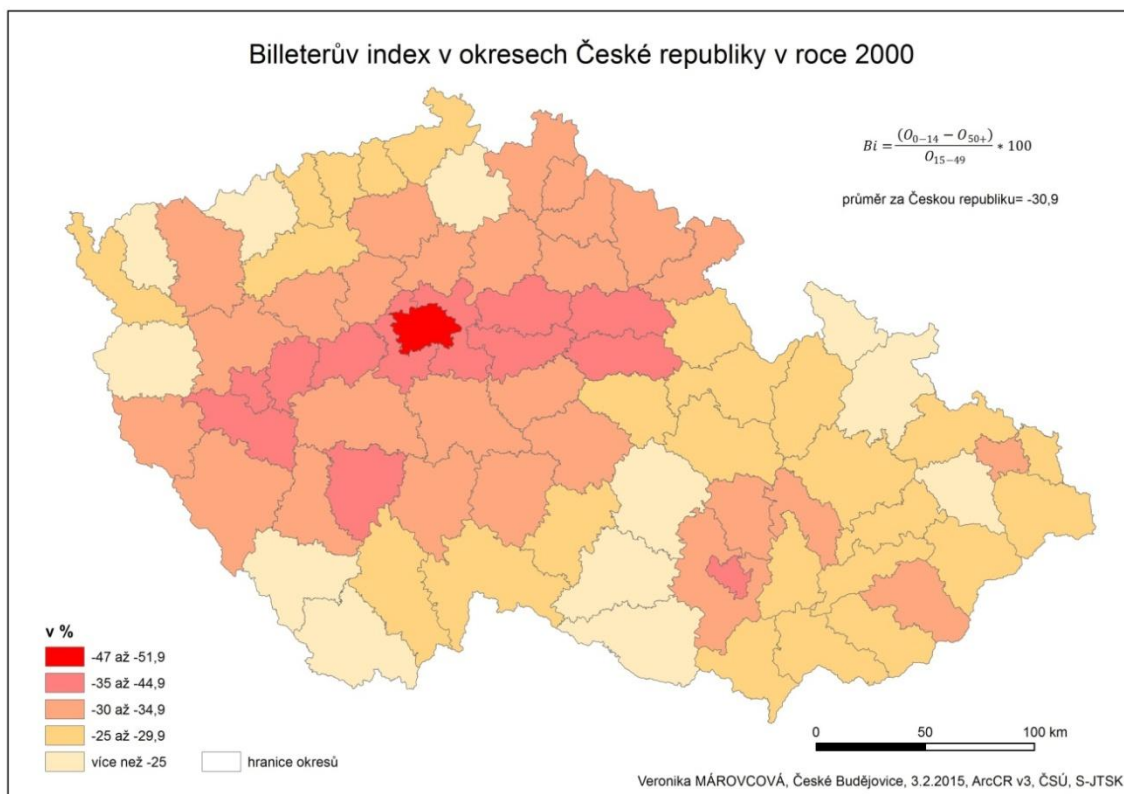 Billeterův index v okresech České republiky v roce 2000
Bi = (O0−14 − O50+) / O15−49 * 100
průměr za Českou republiku= -30,9
v %
-47 až -51,9
-35 až -44,9
-30 až -34,9
-25 až -29,9
více než -25
hranice okresů
0 50 100 km
Veronika MÁROVCOVÁ, České Budějovice, 3.2.2015, ArcCR v3, ČSÚ, S-JTSK